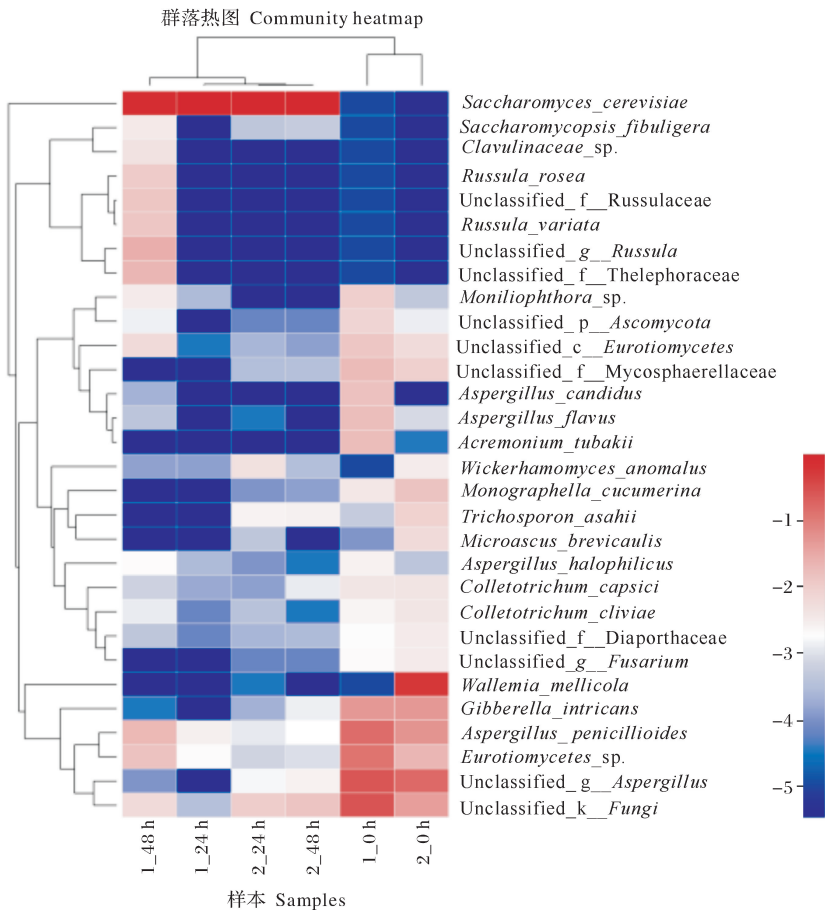 群落热图 Community heatmap
Saccharomyces_cerevisiae
Saccharomycopsis_fibuligera
Clavulinaceae_sp.
Russula_rosea
Unclassified_f__Russulaceae
Russula_variata
Unclassified_g__Russula
Unclassified_f__Thelephoraceae
Moniliophthora_sp.
Unclassified_p__Ascomycota
Unclassified_c__Eurotiomycetes
Unclassified_f__Mycosphaerellaceae
Aspergillus_candidus
Aspergillus_flavus
Acremonium_tubakii
Wickerhamomyces_anomalus
Monographella_cucumerina
Trichosporon_asahii
Microascus_brevicaulis
Aspergillus_halophilicus
Colletotrichum_capsici
Colletotrichum_cliviae
Unclassified_f__Diaporthaceae
Unclassified_g__Fusarium
Wallemia_mellicola
Gibberella_intricans
Aspergillus_penicillioides
Eurotiomycetes_sp.
Unclassified_g__Aspergillus
Unclassified_k__Fungi
−1
−2
−3
−4
−5
1_48 h
1_24 h
2_24 h
2_48 h
1_0 h
2_0 h
样本 Samples